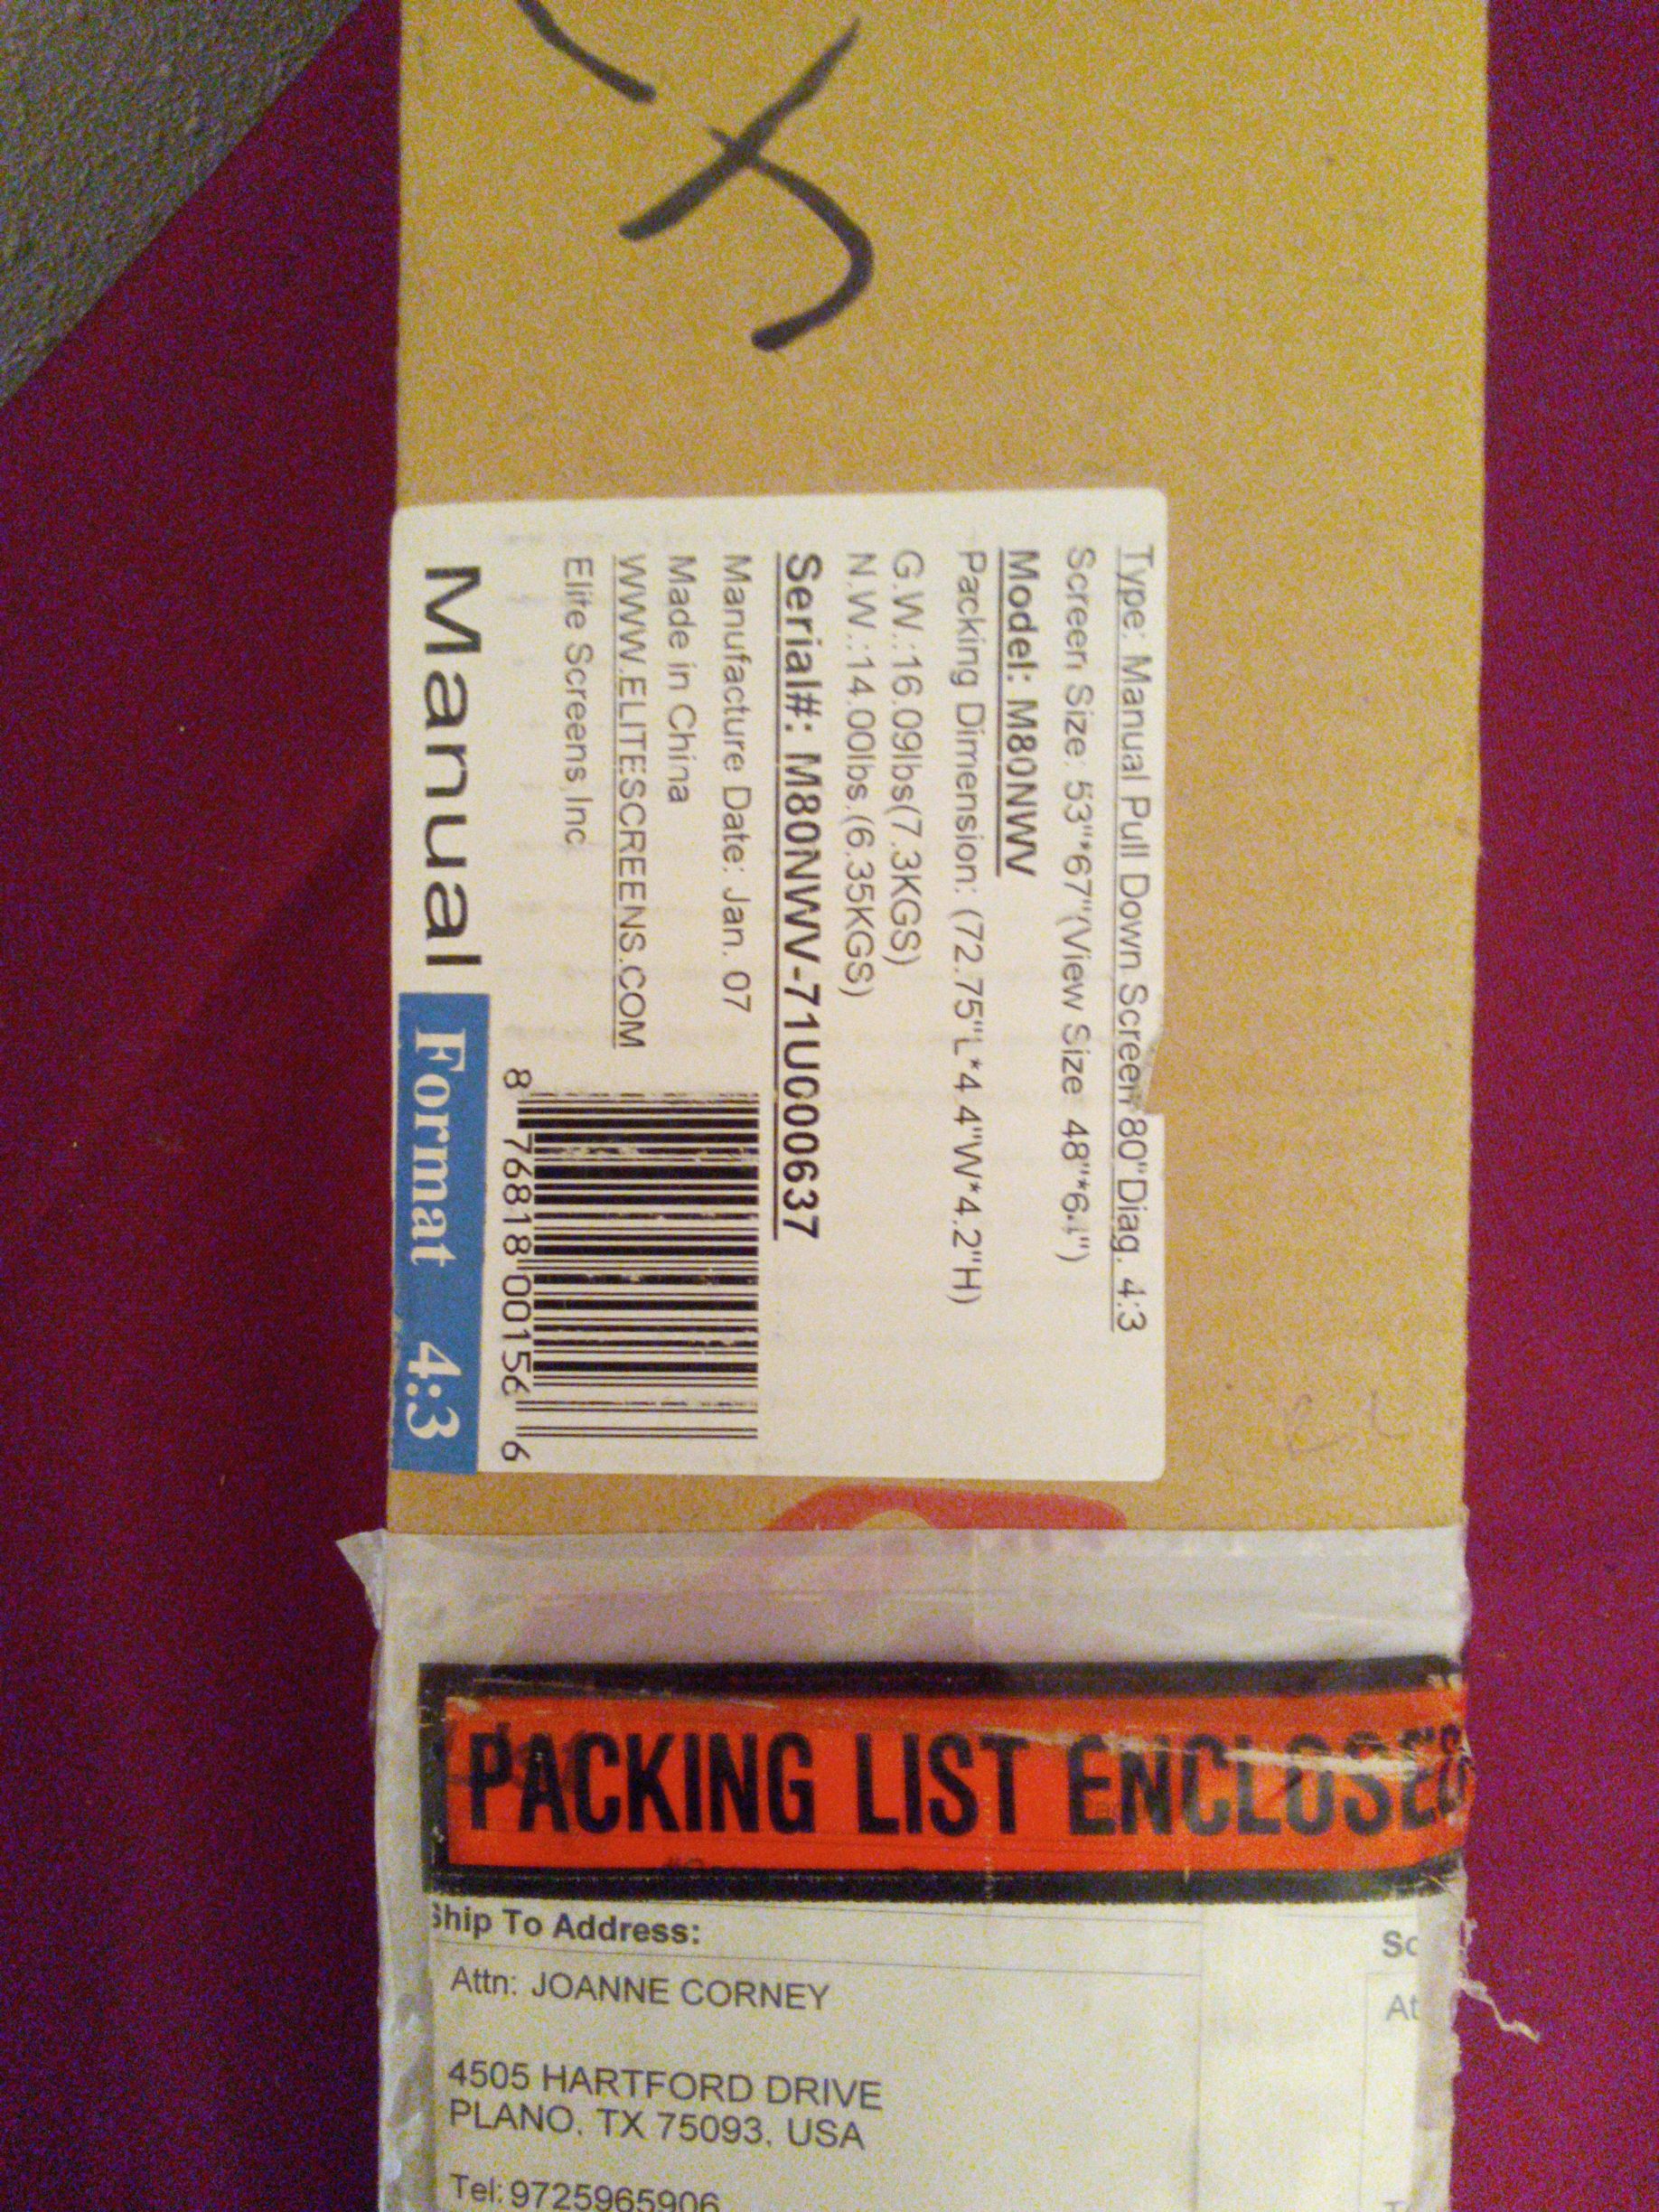 Type: Manual Pull Down Screen 80"Diag. 4:3
Screen Size: 53"*67"(View Size 48"*64")
Model: M80NWV
Packing Dimension: (72.75"L*4.4"W*4.2"H)
G.W.:16.09lbs(7.3KGS)
N.W.:14.00lbs.(6.35KGS)
Serial#: M80NWV-71U000637
Manufacture Date: Jan. 07
Made in China
WWW.ELITESCREENS.COM
Elite Screens,Inc.
8 76818 00156 6
Manual Format 4:3
PACKING LIST ENCLOSED
Ship To Address:
Attn: JOANNE CORNEY
4505 HARTFORD DRIVE
PLANO, TX 75093, USA
Tel: 9725965906